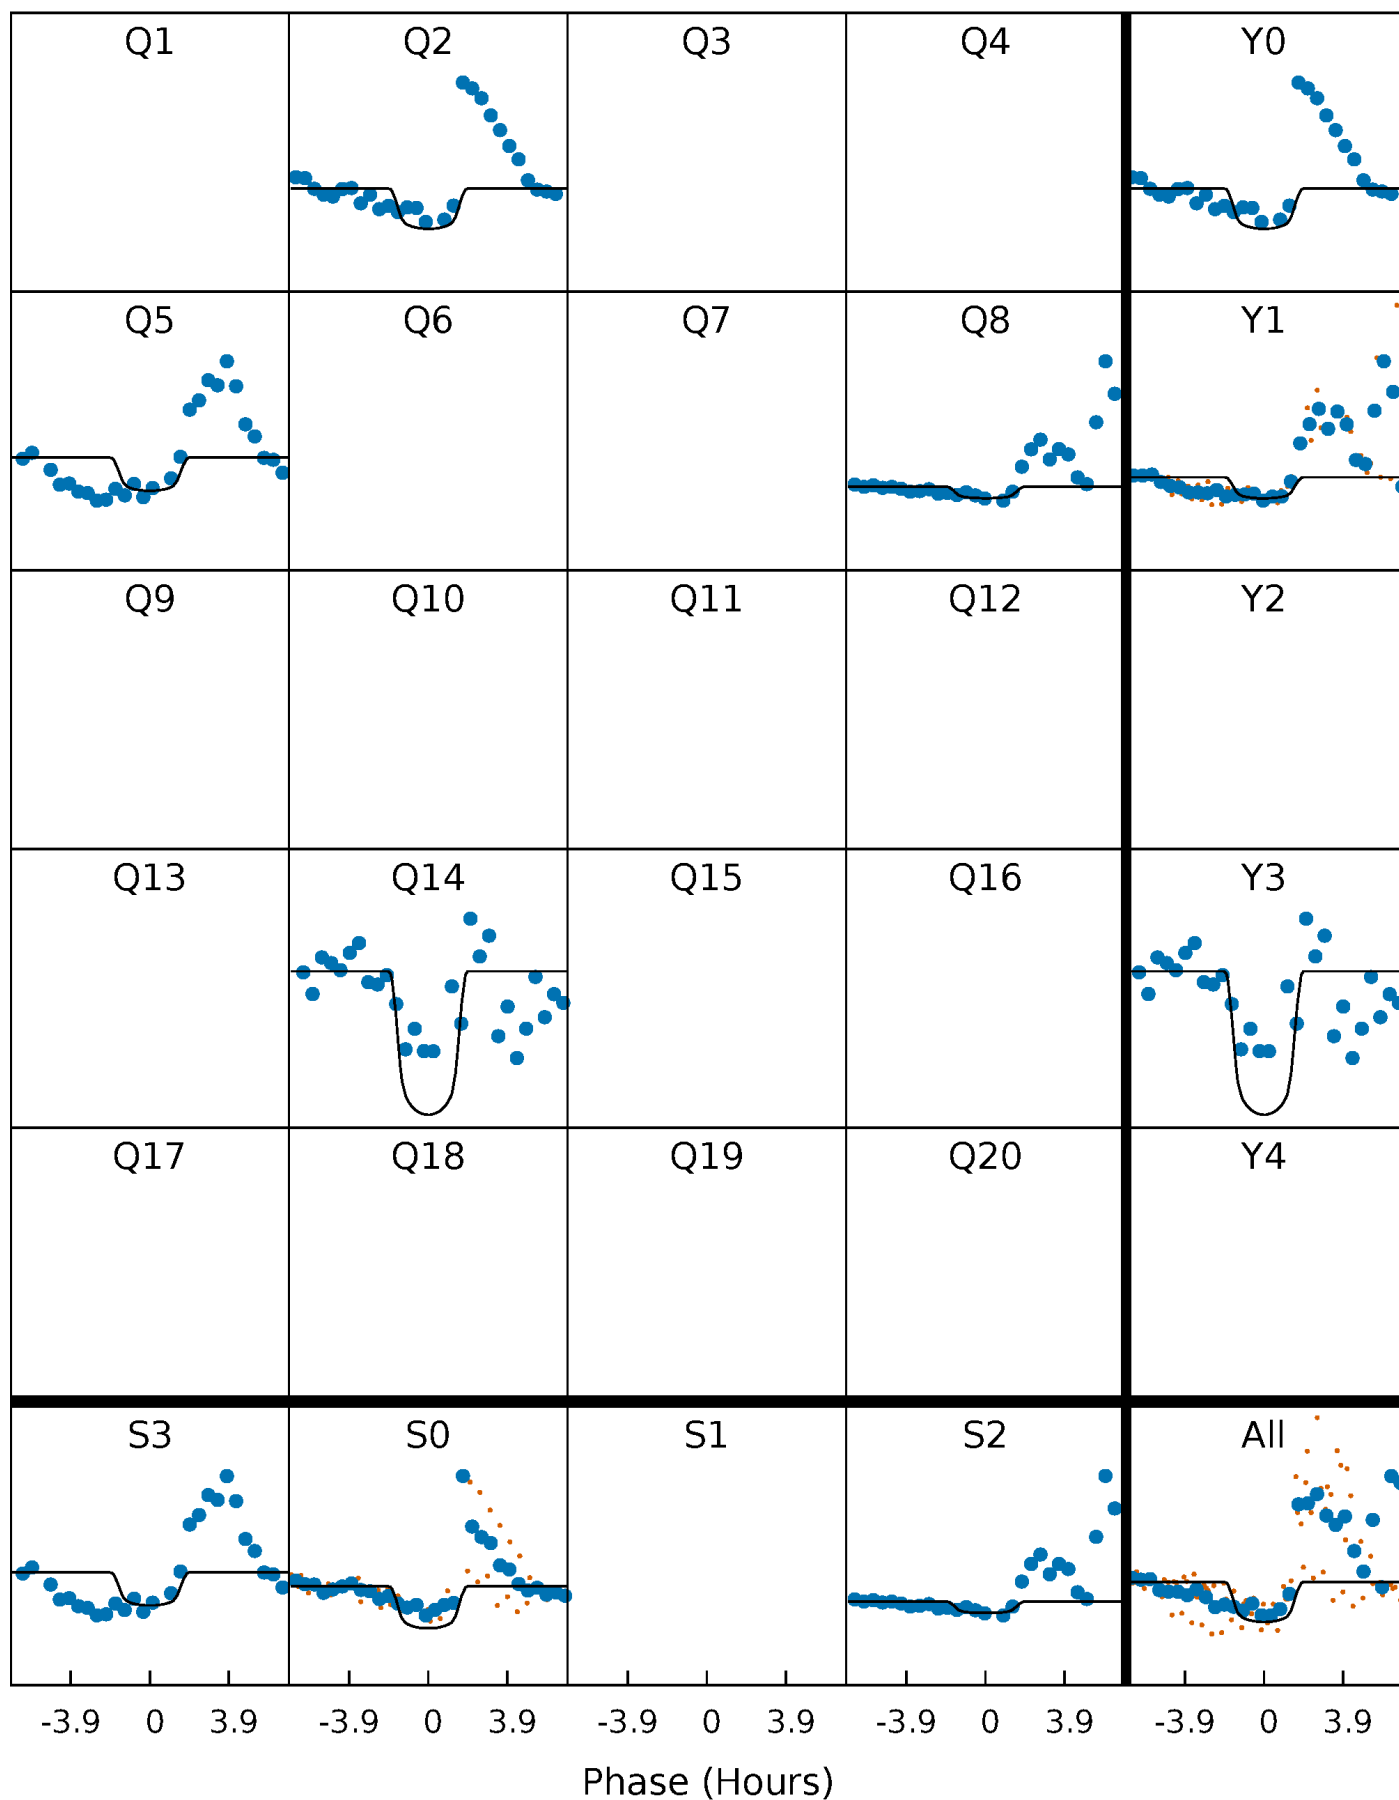 Q1 Q2 Q3 Q4 Y0
Q5 Q6 Q7 Q8 Y1
Q9 Q10 Q11 Q12 Y2
Q13 Q14 Q15 Q16 Y3
Q17 Q18 Q19 Q20 Y4
S3 S0 S1 S2 All
-3.9 0 3.9 -3.9 0 3.9 -3.9 0 3.9 -3.9 0 3.9 -3.9 0 3.9
Phase (Hours)